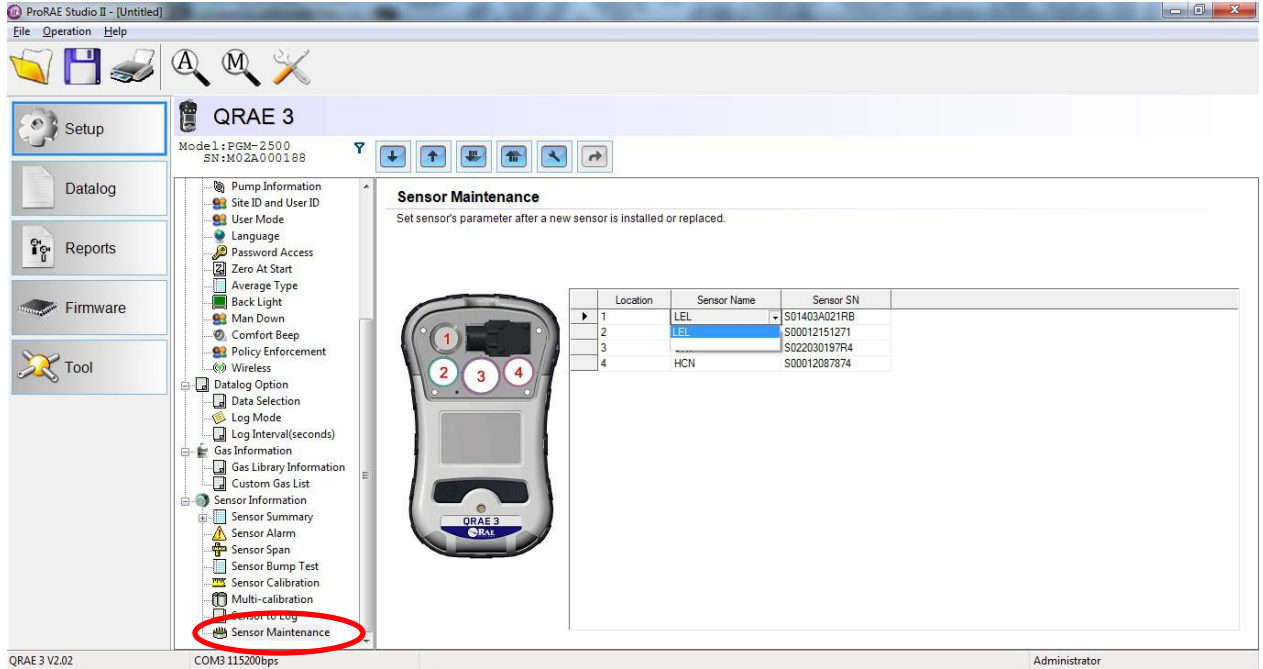 ProRAE Studio II - [Untitled]
File Operation Help
A M
Setup
Datalog
Reports
Firmware
Tool
QRAE 3
Model:PGM-2500
SN:M02A000188
Pump Information
Site ID and User ID
User Mode
Language
Password Access
Zero At Start
Average Type
Back Light
Man Down
Comfort Beep
Policy Enforcement
Wireless
Datalog Option
Data Selection
Log Mode
Log Interval(seconds)
Gas Information
Gas Library Information
Custom Gas List
Sensor Information
Sensor Summary
Sensor Alarm
Sensor Span
Sensor Bump Test
Sensor Calibration
Multi-calibration
Sensor to Log
Sensor Maintenance
Sensor Maintenance
Set sensor's parameter after a new sensor is installed or replaced.
1
2 3 4
QRAE 3
RAE
Location Sensor Name Sensor SN
1 LEL S01403A021RB
2 LEL S00012151271
3 S022030197R4
4 HCN S00012087874
QRAE 3 V2.02 COM3 115200bps Administrator